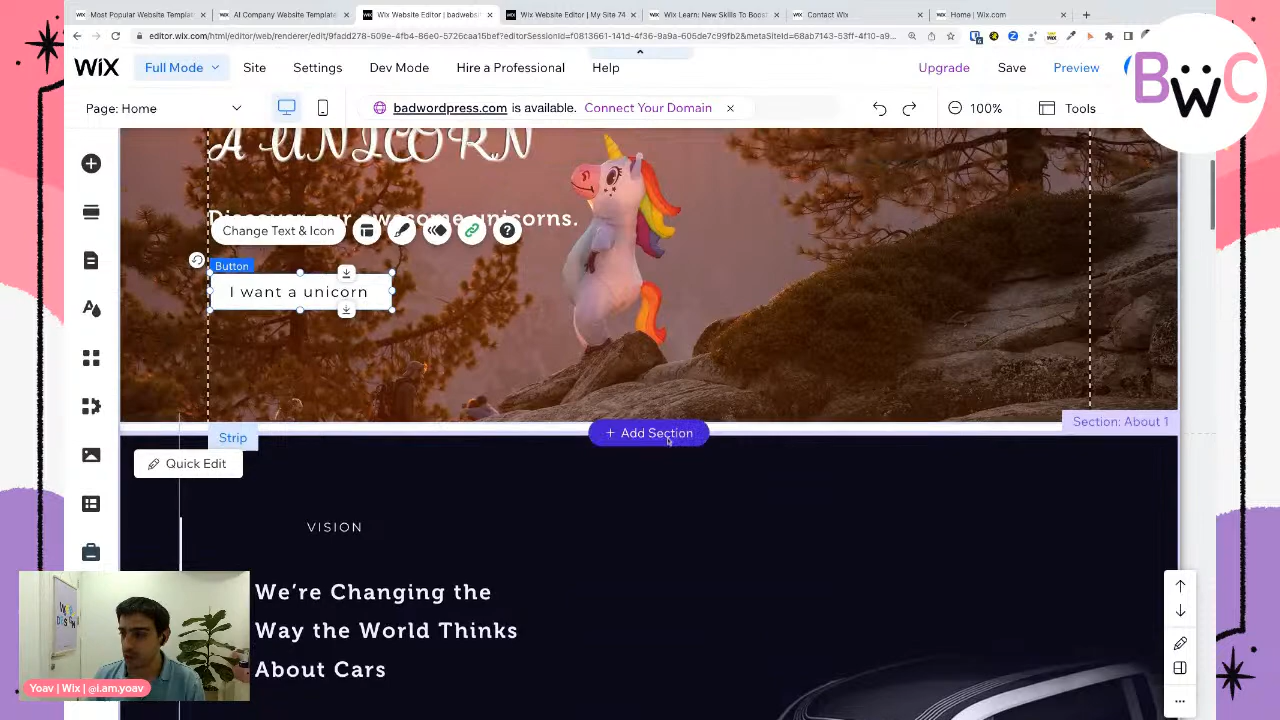 Most Popular Website Templat
AI Company Website Template
Wix Website Editor | badwebsit
Wix Website Editor | My Site 74
Wix Learn: New Skills To Boost
Contact Wix
Home | Wix.com
WiX
Full Mode
Site
Settings
Dev Mode
Hire a Professional
Help
Upgrade
Save
Preview
BWC
Page: Home
badwordpress.com is available.
Connect Your Domain
100%
Tools
A UNICORN
Discover our awesome unicorns.
Change Text & Icon
Button
I want a unicorn
Section: About 1
+ Add Section
Strip
Quick Edit
VISION
We're Changing the
Way the World Thinks
About Cars
Yoav | Wix | @i.am.yoav